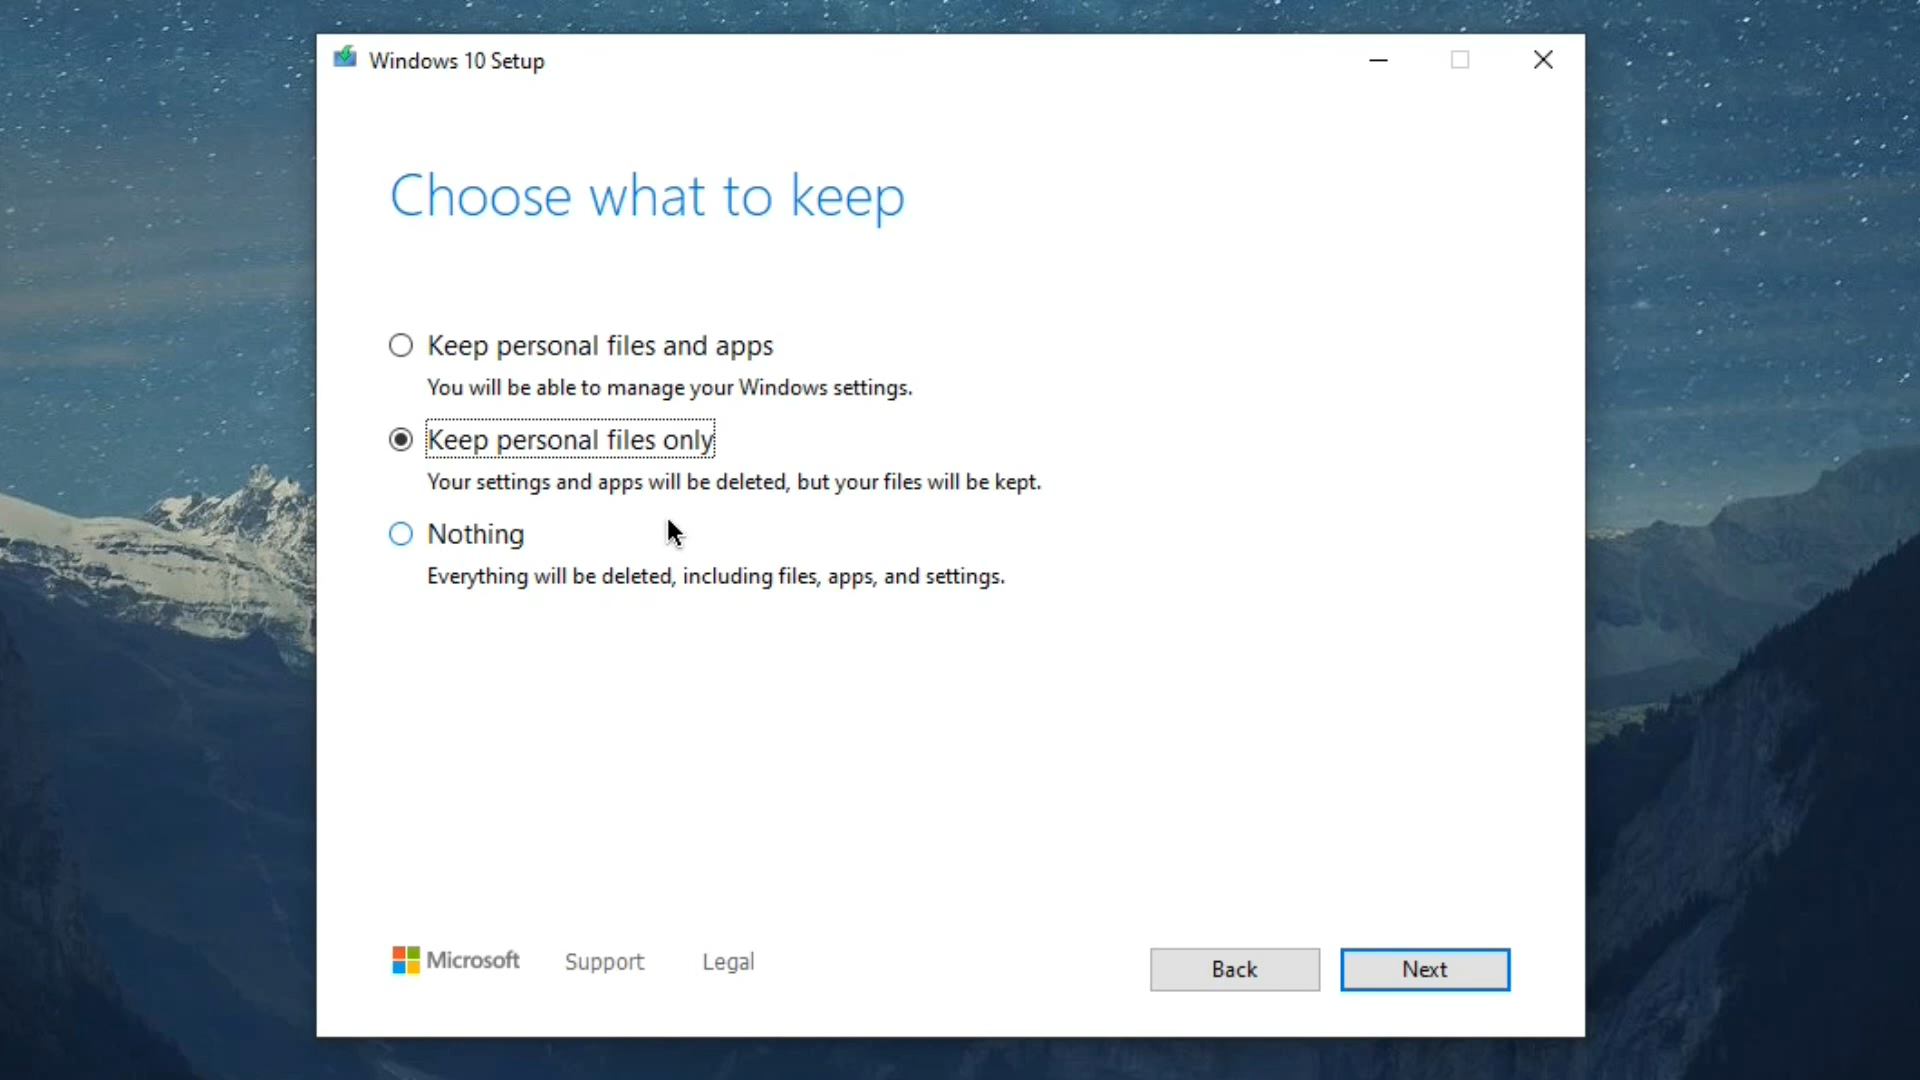 Windows 10 Setup
Choose what to keep
Keep personal files and apps
You will be able to manage your Windows settings.
Keep personal files only
Your settings and apps will be deleted, but your files will be kept.
Nothing
Everything will be deleted, including files, apps, and settings.
Microsoft Support Legal Back Next